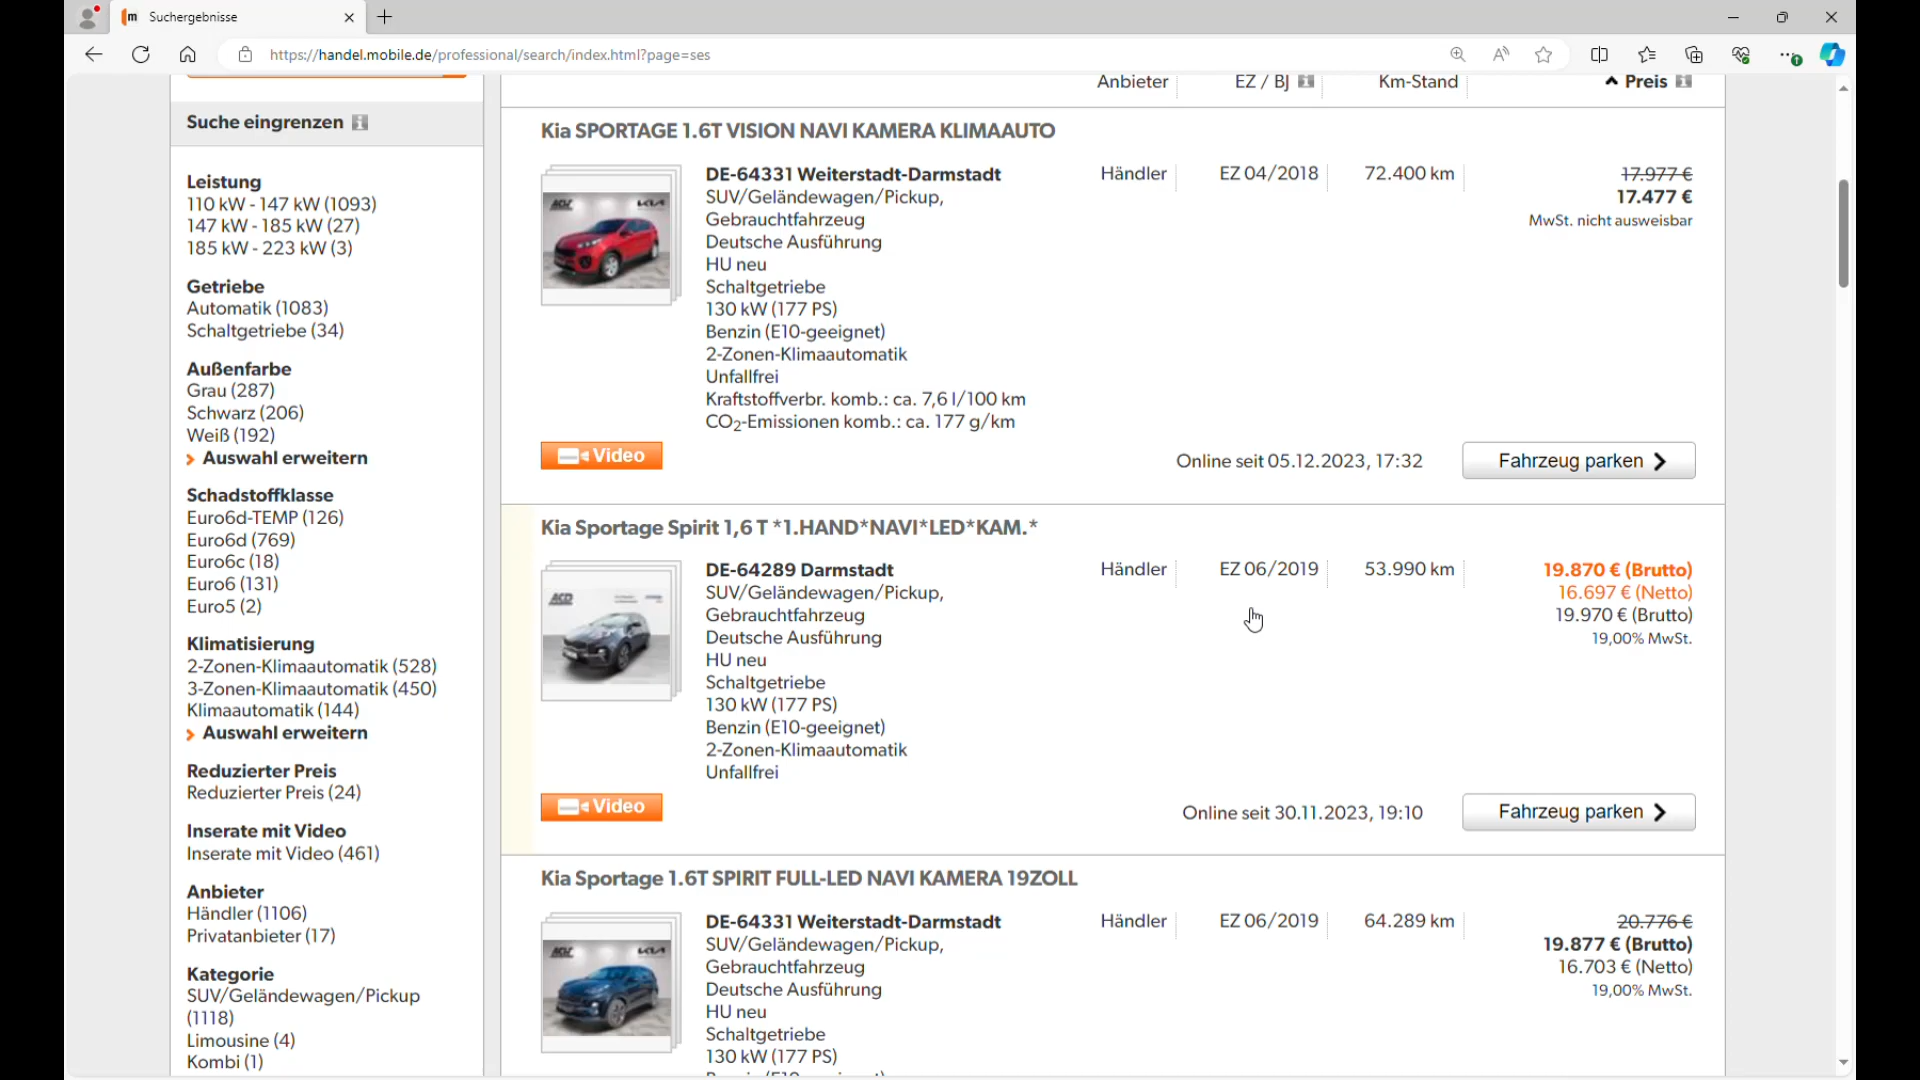 Suchergebnisse
https://handel.mobile.de/professional/search/index.html?page=ses
Anbieter EZ / BJ Km-Stand Preis
Suche eingrenzen
Leistung
110 kW - 147 kW (1093)
147 kW - 185 kW (27)
185 kW - 223 kW (3)
Getriebe
Automatik (1083)
Schaltgetriebe (34)
Außenfarbe
Grau (287)
Schwarz (206)
Weiß (192)
Auswahl erweitern
Schadstoffklasse
Euro6d-TEMP (126)
Euro6d (769)
Euro6c (18)
Euro6 (131)
Euro5 (2)
Klimatisierung
2-Zonen-Klimaautomatik (528)
3-Zonen-Klimaautomatik (450)
Klimaautomatik (144)
Auswahl erweitern
Reduzierter Preis
Reduzierter Preis (24)
Inserate mit Video
Inserate mit Video (461)
Anbieter
Händler (1106)
Privatanbieter (17)
Kategorie
SUV/Geländewagen/Pickup
(1118)
Limousine (4)
Kombi (1)
Kia SPORTAGE 1.6T VISION NAVI KAMERA KLIMAAUTO
DE-64331 Weiterstadt-Darmstadt Händler EZ 04/2018 72.400 km 17.977 €
SUV/Geländewagen/Pickup, 17.477 €
Gebrauchtfahrzeug MwSt. nicht ausweisbar
Deutsche Ausführung
HU neu
Schaltgetriebe
130 kW (177 PS)
Benzin (E10-geeignet)
2-Zonen-Klimaautomatik
Unfallfrei
Kraftstoffverbr. komb.: ca. 7,6 l/100 km
CO2-Emissionen komb.: ca. 177 g/km
Video Online seit 05.12.2023, 17:32 Fahrzeug parken
Kia Sportage Spirit 1,6 T *1.HAND*NAVI*LED*KAM.*
DE-64289 Darmstadt Händler EZ 06/2019 53.990 km 19.870 € (Brutto)
SUV/Geländewagen/Pickup, 16.697 € (Netto)
Gebrauchtfahrzeug 19.970 € (Brutto)
Deutsche Ausführung 19,00% MwSt.
HU neu
Schaltgetriebe
130 kW (177 PS)
Benzin (E10-geeignet)
2-Zonen-Klimaautomatik
Unfallfrei
Video Online seit 30.11.2023, 19:10 Fahrzeug parken
Kia Sportage 1.6T SPIRIT FULL-LED NAVI KAMERA 19ZOLL
DE-64331 Weiterstadt-Darmstadt Händler EZ 06/2019 64.289 km 20.776 €
SUV/Geländewagen/Pickup, 19.877 € (Brutto)
Gebrauchtfahrzeug 16.703 € (Netto)
Deutsche Ausführung 19,00% MwSt.
HU neu
Schaltgetriebe
130 kW (177 PS)